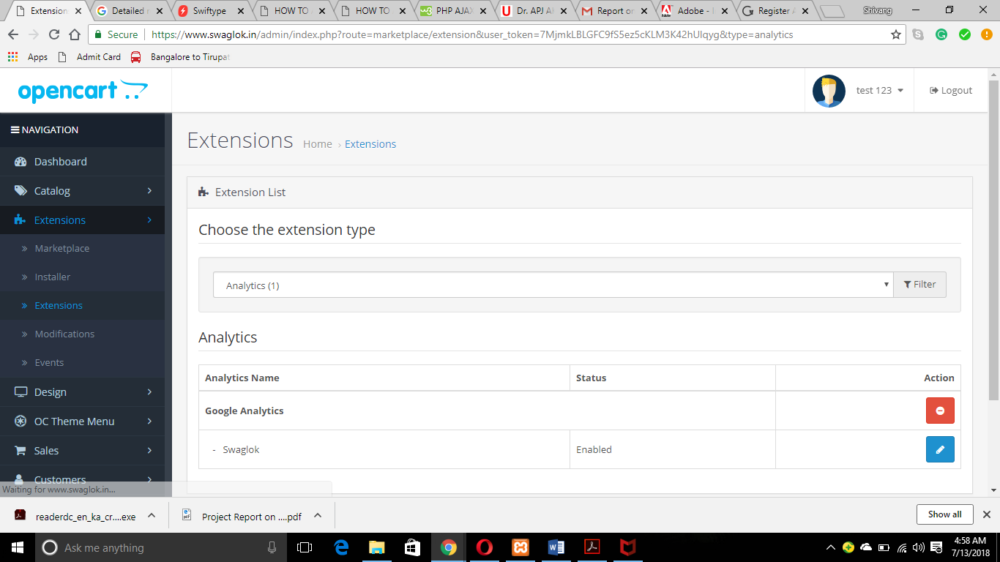 Extension
Detailed
Swiftype
HOW TO
HOW TO
PHP AJAX
Dr. APJ A
Report or
Adobe -
Register
Shivang
Secure
https://www.swaglok.in/admin/index.php?route=marketplace/extension&user_token=7MjmkLBLGFC9fS5ez5cKLM3K42hUlqyg&type=analytics
Apps
Admit Card
Bangalore to Tirupat
opencart
test 123
Logout
NAVIGATION
Dashboard
Catalog
Extensions
Marketplace
Installer
Extensions
Modifications
Events
Design
OC Theme Menu
Sales
Customers
Extensions
Home › Extensions
Extension List
Choose the extension type
Analytics (1)
Filter
Analytics
Analytics Name Status Action
Google Analytics
- Swaglok Enabled
Waiting for www.swaglok.in...
readerdc_en_ka_cr....exe
Project Report on ....pdf
Show all
Ask me anything
4:58 AM
7/13/2018